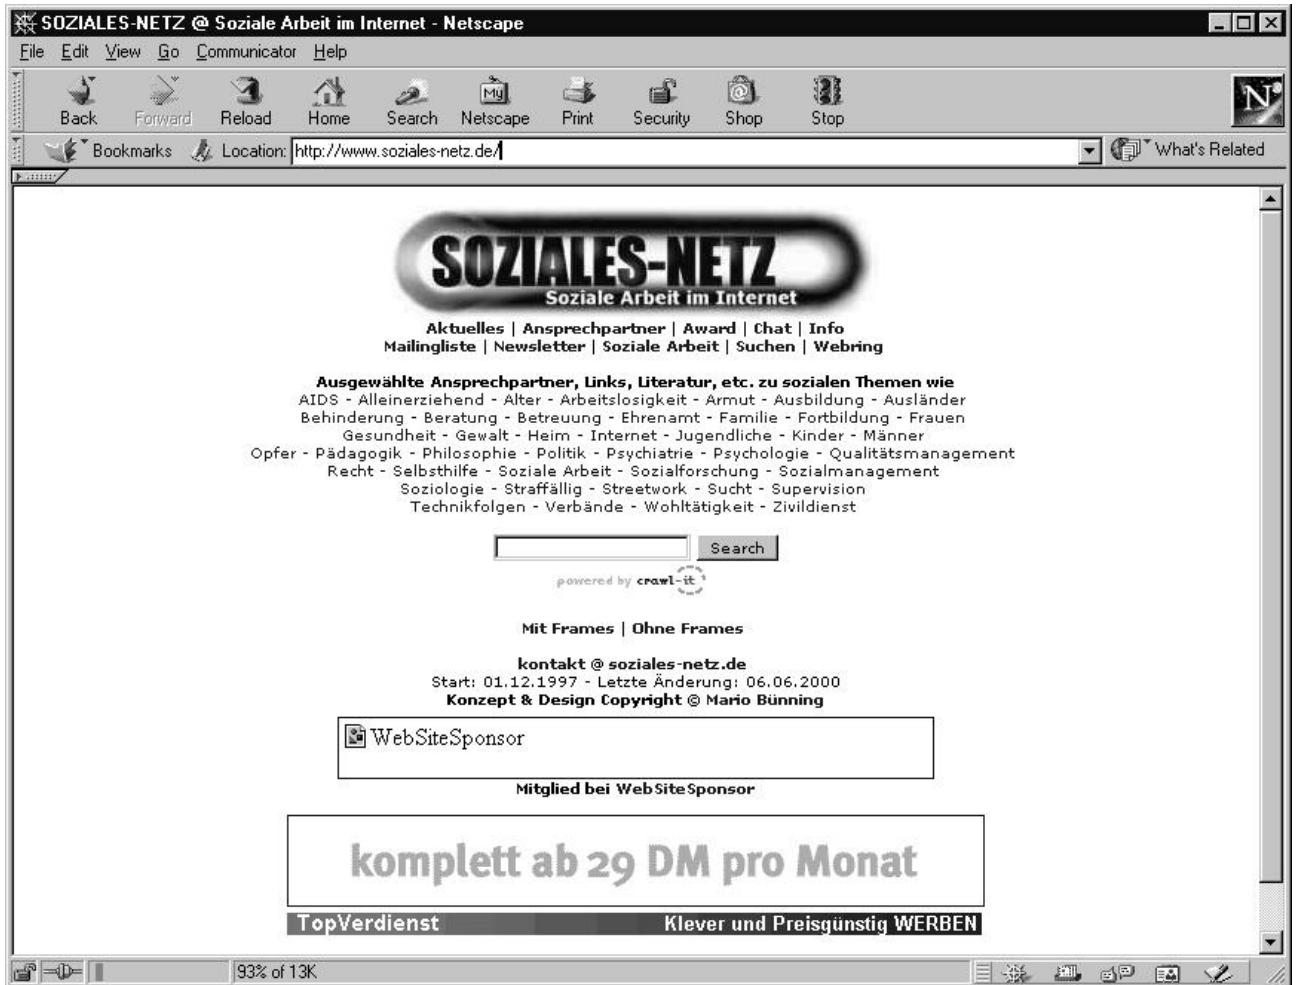 SOZIALES-NETZ @ Soziale Arbeit im Internet - Netscape
File Edit View Go Communicator Help
Back Forward Reload Home Search Netscape Print Security Shop Stop
Bookmarks Location: http://www.soziales-netz.de/ What's Related
SOZIALES-NETZ
Soziale Arbeit im Internet
Aktuelles | Ansprechpartner | Award | Chat | Info
Mailingliste | Newsletter | Soziale Arbeit | Suchen | Webring
Ausgewählte Ansprechpartner, Links, Literatur, etc. zu sozialen Themen wie
AIDS - Alleinerziehend - Alter - Arbeitslosigkeit - Armut - Ausbildung - Ausländer
Behinderung - Beratung - Betreuung - Ehrenamt - Familie - Fortbildung - Frauen
Gesundheit - Gewalt - Heim - Internet - Jugendliche - Kinder - Männer
Opfer - Pädagogik - Philosophie - Politik - Psychiatrie - Psychologie - Qualitätsmanagement
Recht - Selbsthilfe - Soziale Arbeit - Sozialforschung - Sozialmanagement
Soziologie - Straffällig - Streetwork - Sucht - Supervision
Technikfolgen - Verbände - Wohltätigkeit - Zivildienst
Search
powered by crawl-it
Mit Frames | Ohne Frames
kontakt @ soziales-netz.de
Start: 01.12.1997 - Letzte Änderung: 06.06.2000
Konzept & Design Copyright © Mario Bünning
WebSiteSponsor
Mitglied bei WebSiteSponsor
komplett ab 29 DM pro Monat
TopVerdienst Klever und Preisgünstig WERBEN
93% of 13K